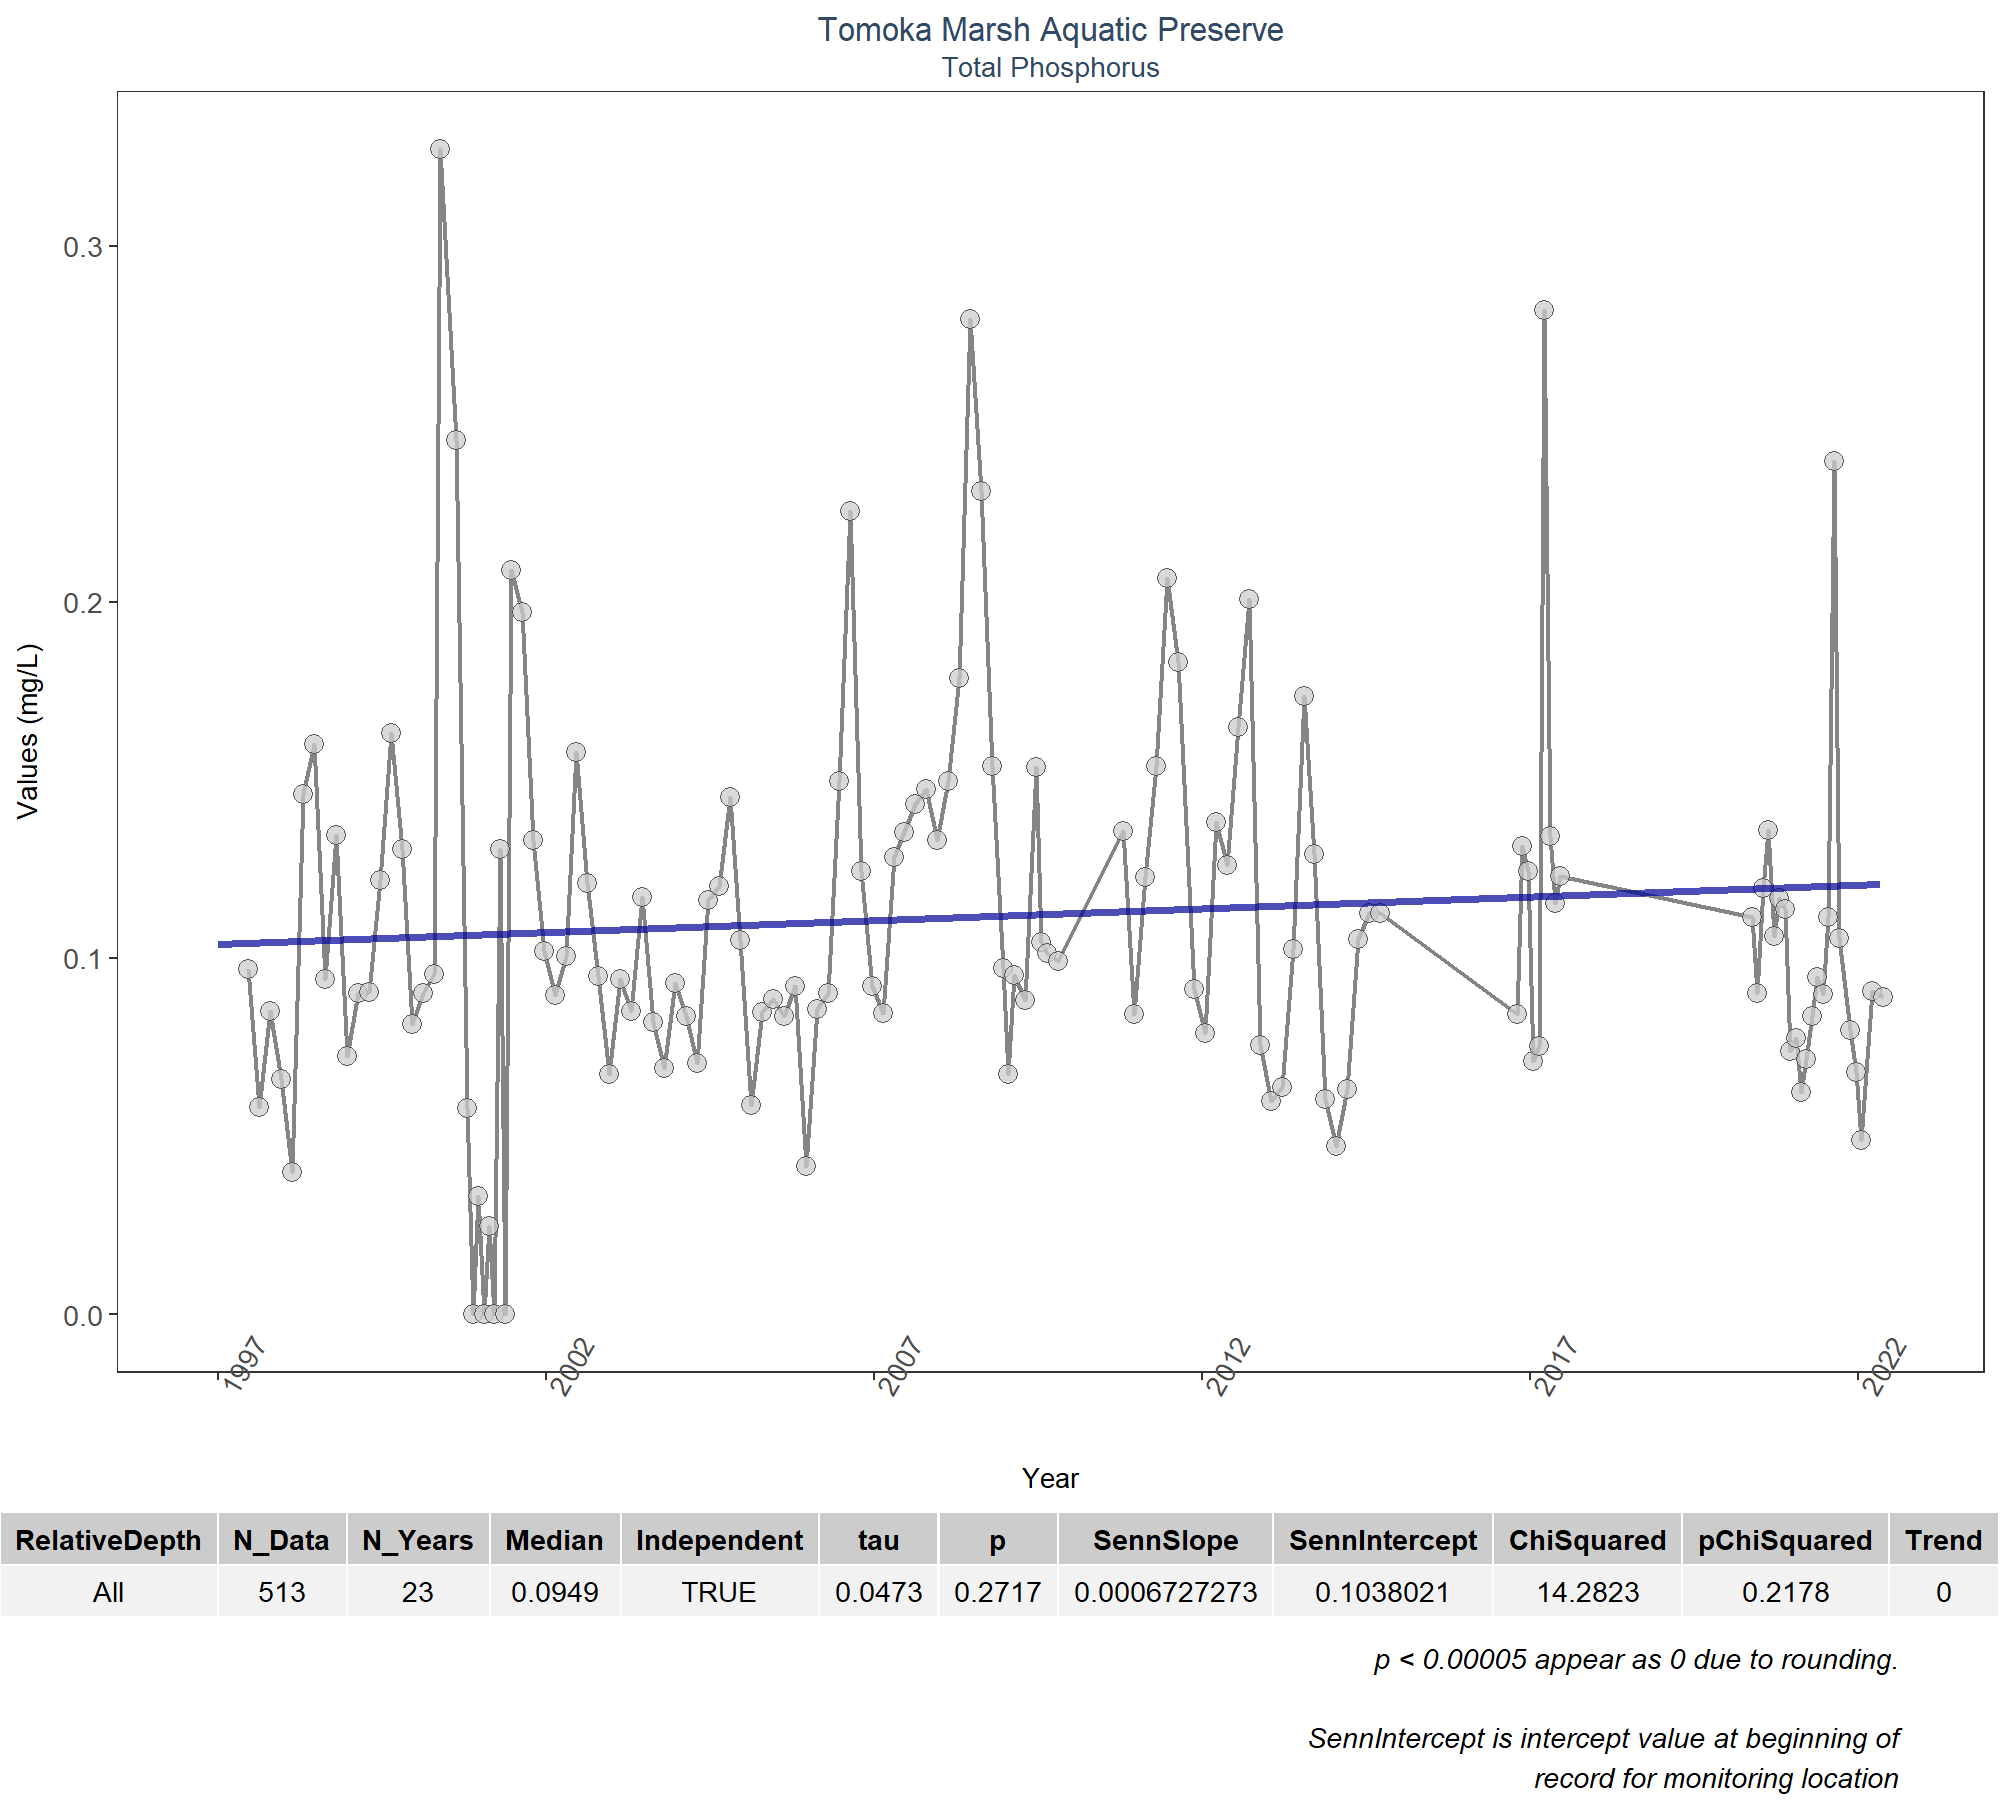 Tomoka Marsh Aquatic Preserve
Total Phosphorus
Values (mg/L)
0.3
0.2
0.1
0.0
1997 2002 2007 2012 2017 2022
Year
RelativeDepth N_Data N_Years Median Independent tau p SennSlope SennIntercept ChiSquared pChiSquared Trend
All 513 23 0.0949 TRUE 0.0473 0.2717 0.0006727273 0.1038021 14.2823 0.2178 0
p < 0.00005 appear as 0 due to rounding.
SennIntercept is intercept value at beginning of
record for monitoring location